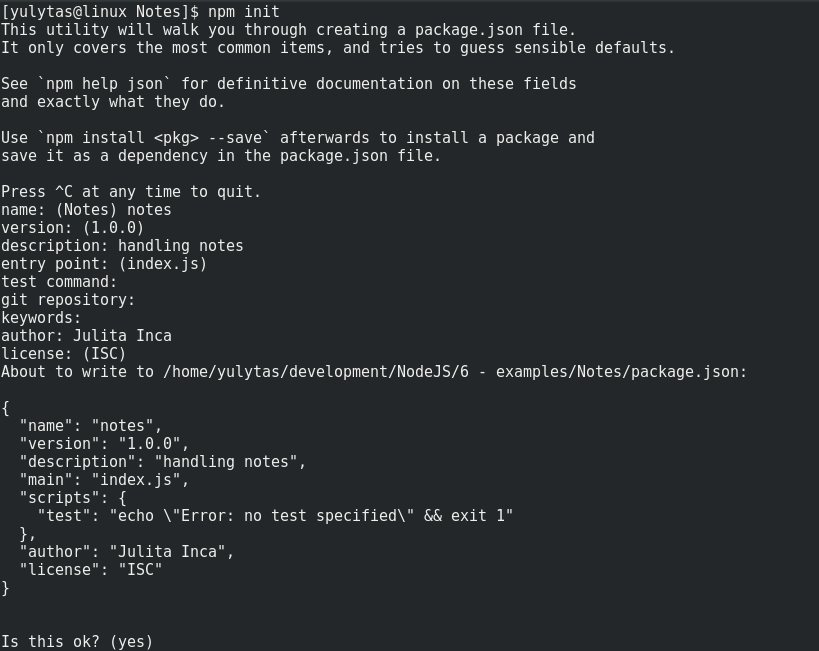 [yulytas@linux Notes]$ npm init
This utility will walk you through creating a package.json file.
It only covers the most common items, and tries to guess sensible defaults.

See `npm help json` for definitive documentation on these fields
and exactly what they do.

Use `npm install <pkg> --save` afterwards to install a package and
save it as a dependency in the package.json file.

Press ^C at any time to quit.
name: (Notes) notes
version: (1.0.0)
description: handling notes
entry point: (index.js)
test command:
git repository:
keywords:
author: Julita Inca
license: (ISC)
About to write to /home/yulytas/development/NodeJS/6 - examples/Notes/package.json:

{
  "name": "notes",
  "version": "1.0.0",
  "description": "handling notes",
  "main": "index.js",
  "scripts": {
    "test": "echo \"Error: no test specified\" && exit 1"
  },
  "author": "Julita Inca",
  "license": "ISC"
}

Is this ok? (yes)